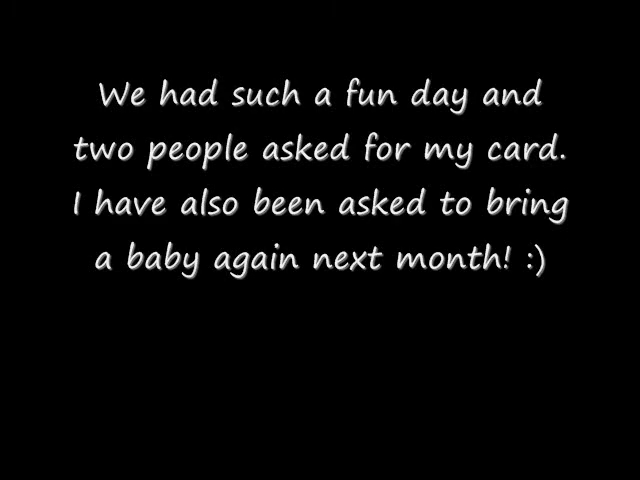 We had such a fun day and
two people asked for my card.
I have also been asked to bring
a baby again next month! :)